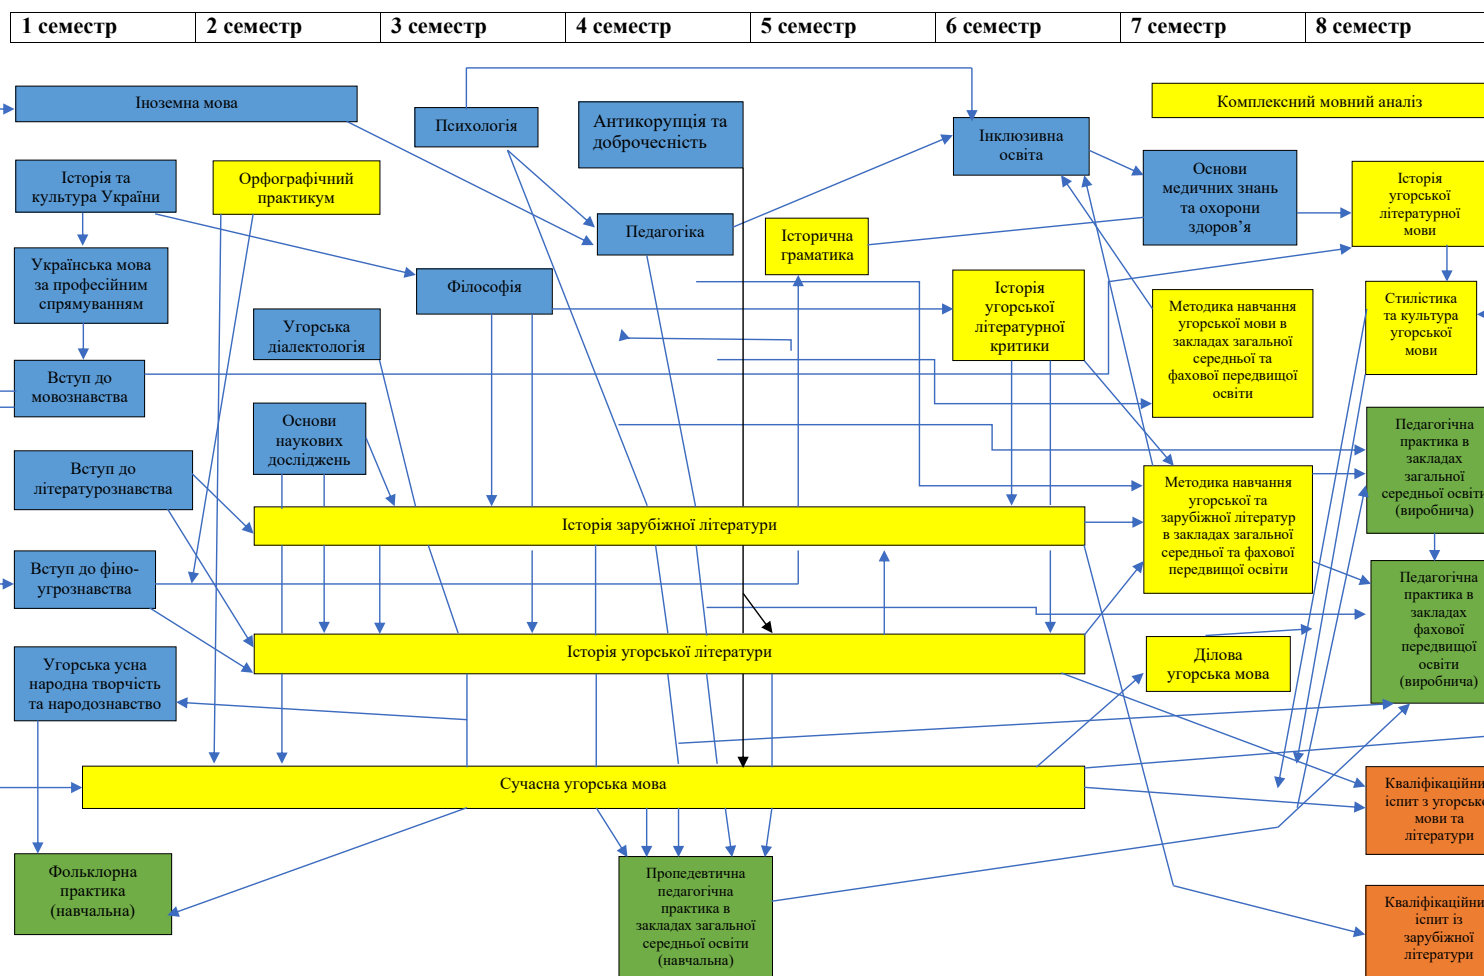 1 семестр
2 семестр
3 семестр
4 семестр
5 семестр
6 семестр
7 семестр
8 семестр
Іноземна мова
Психологія
Антикорупція та
доброчесність
Інклюзивна
освіта
Комплексний мовний аналіз
Історія та
культура України
Орфографічний
практикум
Педагогіка
Історична
граматика
Основи
медичних знань
та охорони
здоров’я
Історія
угорської
літературної
мови
Українська мова
за професійним
спрямуванням
Філософія
Угорська
діалектологія
Історія
угорської
літературної
критики
Методика навчання
угорської мови в
закладах загальної
середньої та
фахової передвищої
освіти
Стилістика
та культура
угорської
мови
Вступ до
мовознавства
Основи
наукових
досліджень
Педагогічна
практика в
закладах
загальної
середньої освіти
(виробнича)
Вступ до
літературознавства
Методика навчання
угорської та
зарубіжної літератур
в закладах загальної
середньої та фахової
передвищої освіти
Історія зарубіжної літератури
Вступ до фіно-
угрознавства
Педагогічна
практика в
закладах
фахової
передвищої
освіти
(виробнича)
Історія угорської літератури
Угорська усна
народна творчість
та народознавство
Ділова
угорська мова
Сучасна угорська мова
Кваліфікаційни
іспит з угорсько
мови та
літератури
Фольклорна
практика
(навчальна)
Пропедевтична
педагогічна
практика в
закладах загальної
середньої освіти
(навчальна)
Кваліфікаційни
іспит із
зарубіжної
літератури